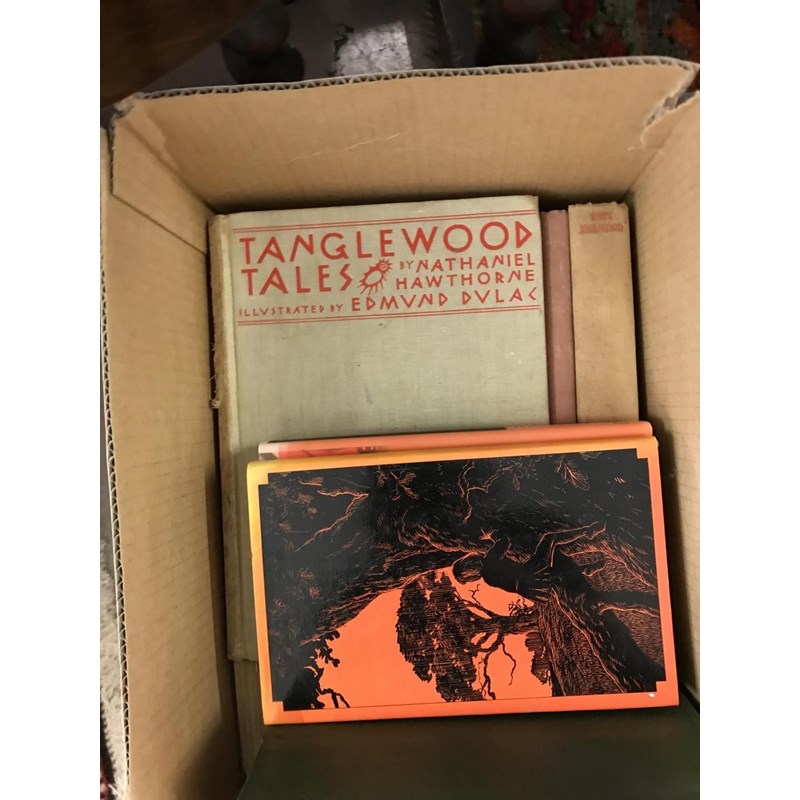 TANGLEWOOD
TALES BY NATHANIEL
HAWTHORNE
ILLUSTRATED BY EDMUND DULAC